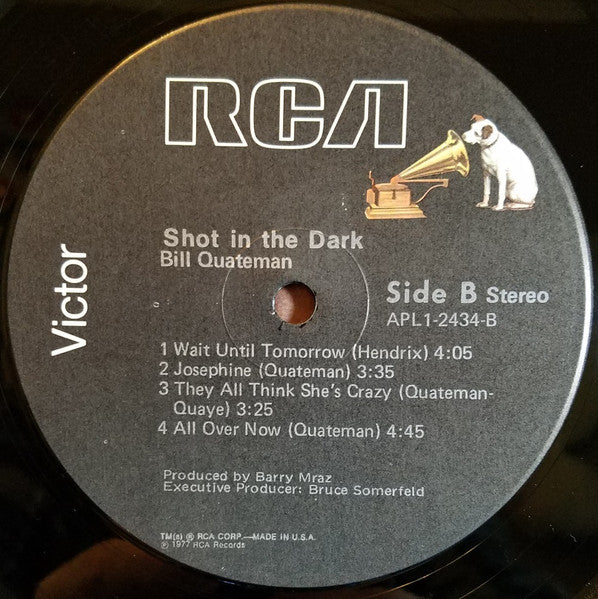 RCA
Victor
Shot in the Dark
Bill Quateman
Side B Stereo
APL1-2434-B
1 Wait Until Tomorrow (Hendrix) 4:05
2 Josephine (Quateman) 3:35
3 They All Think She's Crazy (Quateman-
Quaye) 3:25
4 All Over Now (Quateman) 4:45
Produced by Barry Mraz
Executive Producer: Bruce Somerfeld
TM(s) ® RCA CORP.—MADE IN U.S.A.
℗ 1977 RCA Records